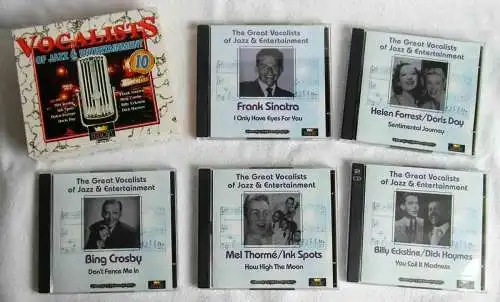 VOCALISTS
OF JAZZ & ENTERTAINMENT
10
The Great Vocalists
of Jazz & Entertainment
Frank Sinatra
I Only Have Eyes For You
The Great Vocalists
of Jazz & Entertainment
Helen Forrest/Doris Day
Sentimental Journey
The Great Vocalists
of Jazz & Entertainment
Bing Crosby
Don't Fence Me In
The Great Vocalists
of Jazz & Entertainment
Mel Thormé/Ink Spots
How High The Moon
2 CD
The Great Vocalists
of Jazz & Entertainment
Billy Eckstine/Dick Haymes
You Call It Madness